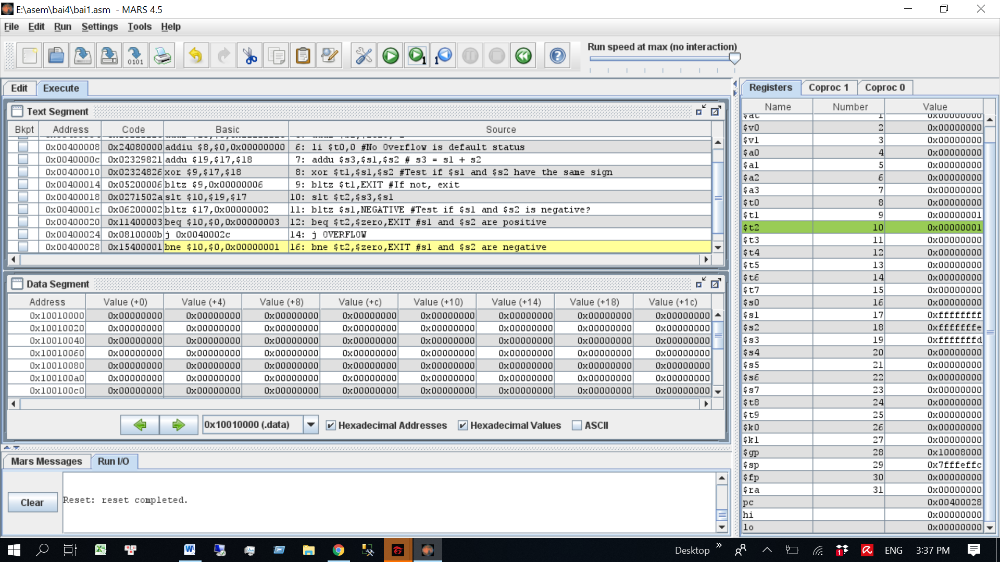 E:\asem\bai4\bai1.asm - MARS 4.5
File Edit Run Settings Tools Help
Run speed at max (no interaction)
Edit Execute
Registers Coproc 1 Coproc 0
Text Segment
Bkpt Address Code Basic Source
0x00400008 0x24080000 addiu $8,$0,0x00000000 6: li $t0,0 #No Overflow is default status
0x0040000c 0x02329821 addu $19,$17,$18 7: addu $s3,$s1,$s2 # s3 = s1 + s2
0x00400010 0x02324826 xor $9,$17,$18 8: xor $t1,$s1,$s2 #Test if $s1 and $s2 have the same sign
0x00400014 0x05200006 bltz $9,0x00000006 9: bltz $t1,EXIT #If not, exit
0x00400018 0x0271502a slt $10,$19,$17 10: slt $t2,$s3,$s1
0x0040001c 0x06200002 bltz $17,0x00000002 11: bltz $s1,NEGATIVE #Test if $s1 and $s2 is negative?
0x00400020 0x11400003 beq $10,$0,0x00000003 12: beq $t2,$zero,EXIT #s1 and $s2 are positive
0x00400024 0x0810000b j 0x0040002c 14: j OVERFLOW
0x00400028 0x15400001 bne $10,$0,0x00000001 16: bne $t2,$zero,EXIT #s1 and $s2 are negative
Data Segment
Address Value (+0) Value (+4) Value (+8) Value (+c) Value (+10) Value (+14) Value (+18) Value (+1c)
0x10010000 0x00000000 0x00000000 0x00000000 0x00000000 0x00000000 0x00000000 0x00000000 0x00000000
0x10010020 0x00000000 0x00000000 0x00000000 0x00000000 0x00000000 0x00000000 0x00000000 0x00000000
0x10010040 0x00000000 0x00000000 0x00000000 0x00000000 0x00000000 0x00000000 0x00000000 0x00000000
0x10010060 0x00000000 0x00000000 0x00000000 0x00000000 0x00000000 0x00000000 0x00000000 0x00000000
0x10010080 0x00000000 0x00000000 0x00000000 0x00000000 0x00000000 0x00000000 0x00000000 0x00000000
0x100100a0 0x00000000 0x00000000 0x00000000 0x00000000 0x00000000 0x00000000 0x00000000 0x00000000
0x100100c0 0x00000000 0x00000000 0x00000000 0x00000000 0x00000000 0x00000000 0x00000000 0x00000000
0x10010000 (.data) Hexadecimal Addresses Hexadecimal Values ASCII
Mars Messages Run I/O
Clear
Reset: reset completed.
Name Number Value
$at 1 0x00000000
$v0 2 0x00000000
$v1 3 0x00000000
$a0 4 0x00000000
$a1 5 0x00000000
$a2 6 0x00000000
$a3 7 0x00000000
$t0 8 0x00000000
$t1 9 0x00000001
$t2 10 0x00000001
$t3 11 0x00000000
$t4 12 0x00000000
$t5 13 0x00000000
$t6 14 0x00000000
$t7 15 0x00000000
$s0 16 0x00000000
$s1 17 0xffffffff
$s2 18 0xfffffffe
$s3 19 0xfffffffd
$s4 20 0x00000000
$s5 21 0x00000000
$s6 22 0x00000000
$s7 23 0x00000000
$t8 24 0x00000000
$t9 25 0x00000000
$k0 26 0x00000000
$k1 27 0x00000000
$gp 28 0x10008000
$sp 29 0x7fffeffc
$fp 30 0x00000000
$ra 31 0x00000000
pc 0x00400028
hi 0x00000000
lo 0x00000000
Desktop ENG 3:37 PM